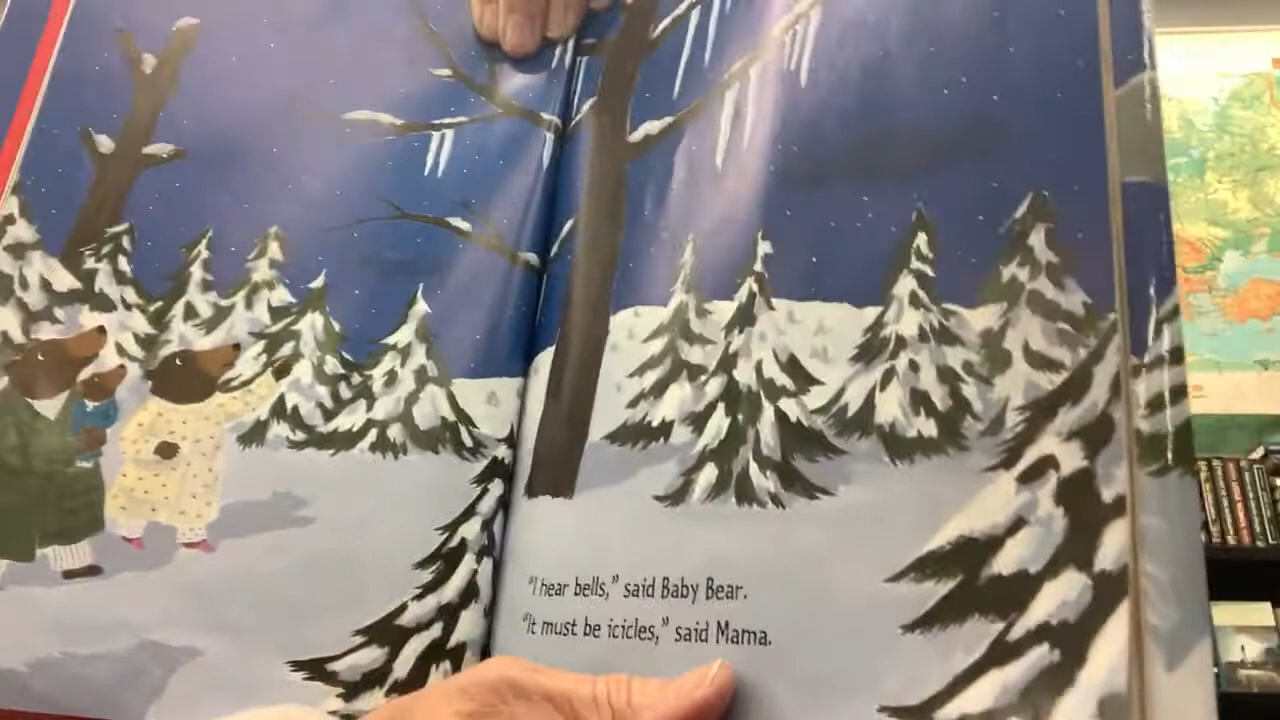 “I hear bells,” said Baby Bear.
“It must be icicles,” said Mama.